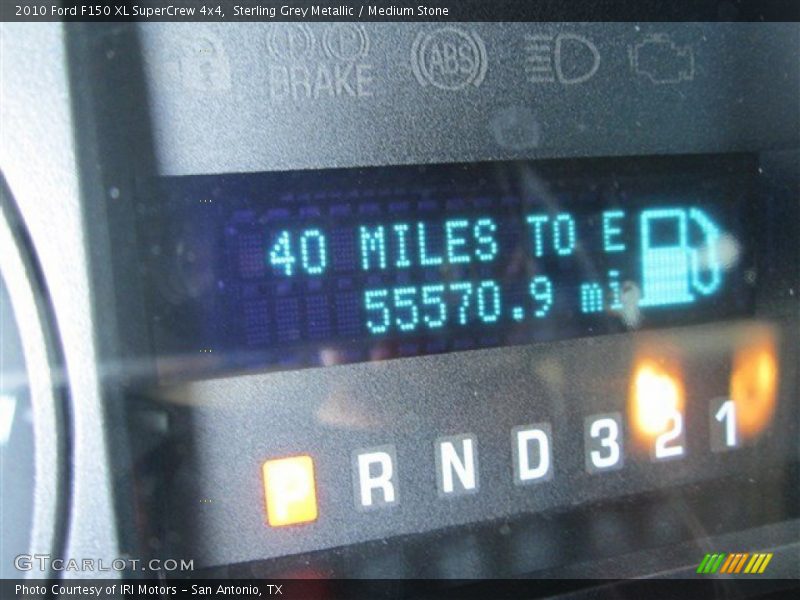 2010 Ford F150 XL SuperCrew 4x4,  Sterling Grey Metallic / Medium Stone
BRAKE
ABS
40 MILES TO E
55570.9 mi
P R N D 3 2 1
GTcarlot.com
Photo Courtesy of IRI Motors – San Antonio, TX